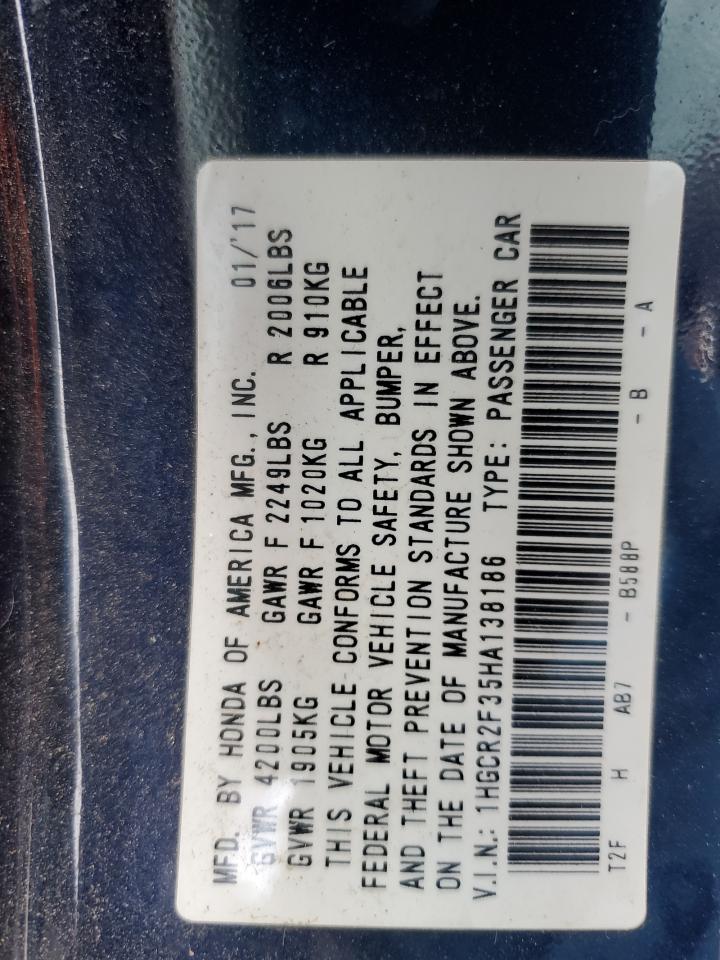 MFD. BY HONDA OF AMERICA MFG., INC. 01/'17
GVWR 4200LBS GAWR F 2249LBS R 2006LBS
GVWR 1905KG GAWR F 1020KG R 910KG
THIS VEHICLE CONFORMS TO ALL APPLICABLE
FEDERAL MOTOR VEHICLE SAFETY, BUMPER,
AND THEFT PREVENTION STANDARDS IN EFFECT
ON THE DATE OF MANUFACTURE SHOWN ABOVE.
V.I.N.: 1HGCR2F35HA138186 TYPE: PASSENGER CAR
T2F H AB7 - B588P - B - A